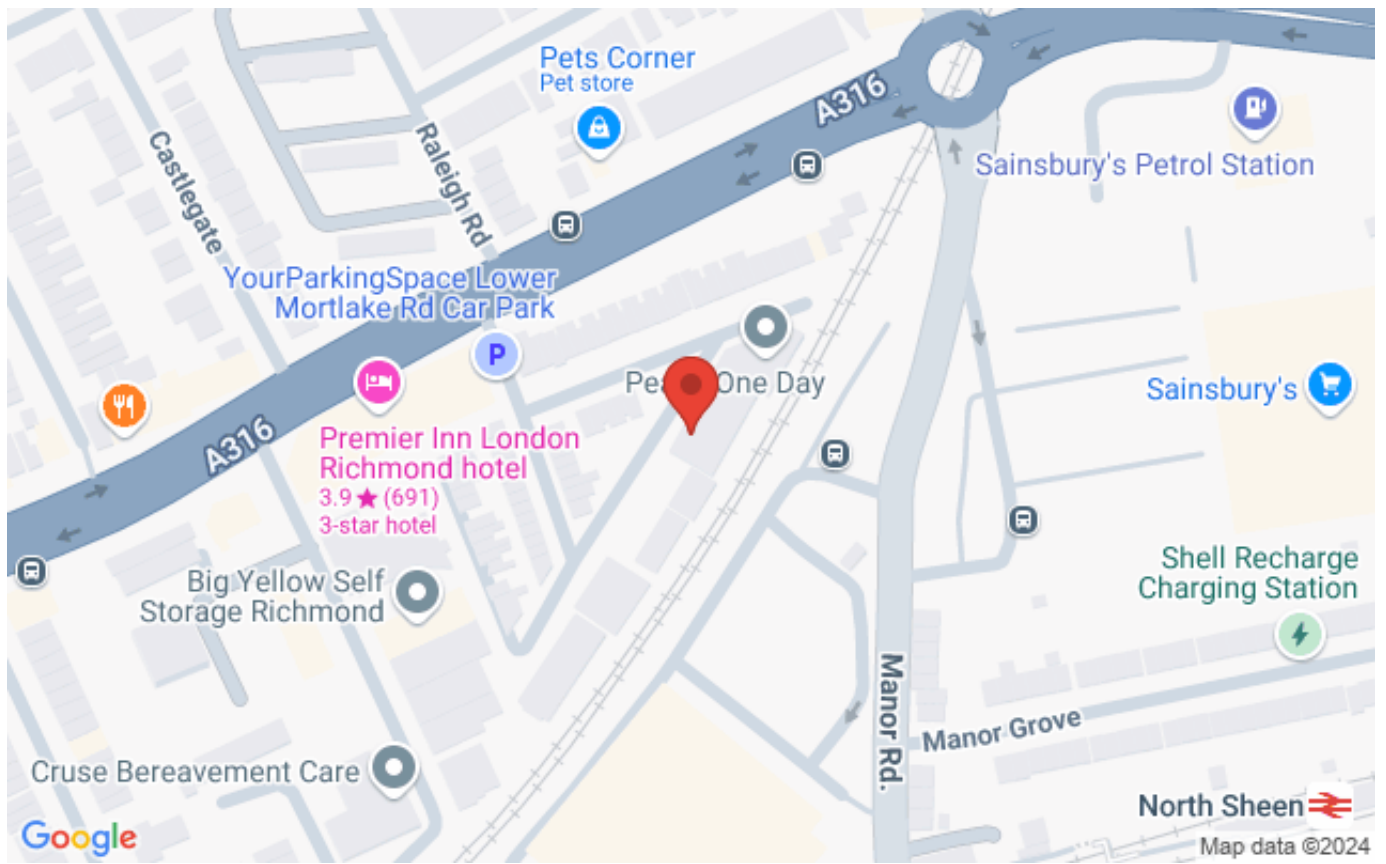 Pets Corner
Pet store
A316
Castlegate
Raleigh Rd
Sainsbury's Petrol Station
YourParkingSpace Lower
Mortlake Rd Car Park
P
One Day
Sainsbury's
A316
Premier Inn London
Richmond hotel
3.9★(691)
3-star hotel
Big Yellow Self
Storage Richmond
Shell Recharge
Charging Station
Manor Rd.
Manor Grove
Cruse Bereavement Care
North Sheen
Google
Map data ©2024